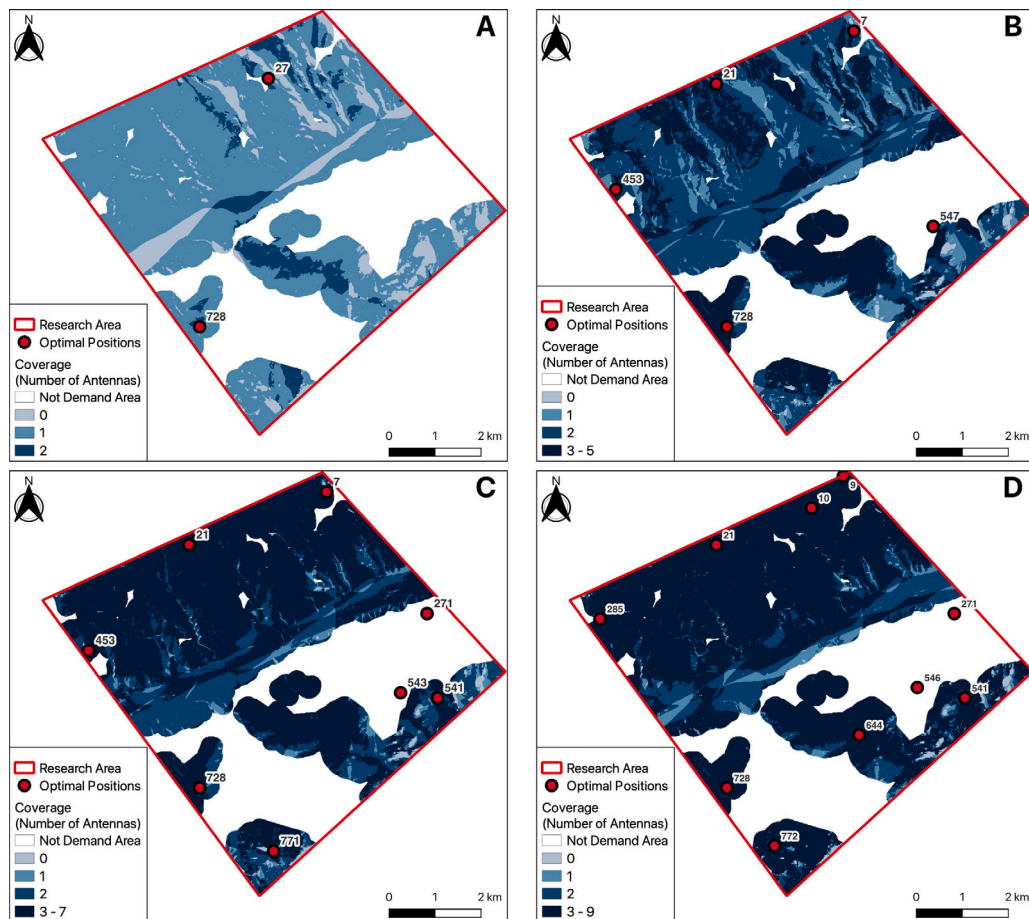 N
A
27
728
Research Area
Optimal Positions
Coverage
(Number of Antennas)
Not Demand Area
0
1
2
0 1 2 km
N
B
7
21
453
547
728
Research Area
Optimal Positions
Coverage
(Number of Antennas)
Not Demand Area
0
1
2
3 - 5
0 1 2 km
N
C
7
21
271
453
543
541
728
771
Research Area
Optimal Positions
Coverage
(Number of Antennas)
Not Demand Area
0
1
2
3 - 7
0 1 2 km
N
D
9
10
21
285
271
546
541
644
728
772
Research Area
Optimal Positions
Coverage
(Number of Antennas)
Not Demand Area
0
1
2
3 - 9
0 1 2 km